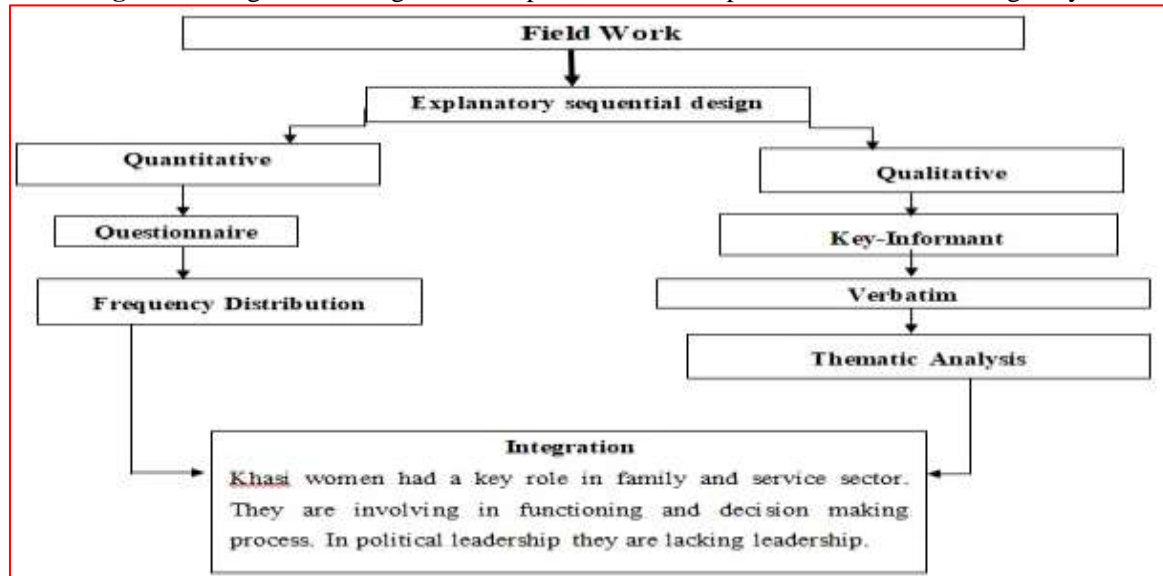 Field Work
Explanatory sequential design
Quantitative
Qualitative
Questionnaire
Key-Informant
Frequency Distribution
Verbatim
Thematic Analysis
Integration
Khasi women had a key role in family and service sector.
They are involving in functioning and decision making
process. In political leadership they are lacking leadership.